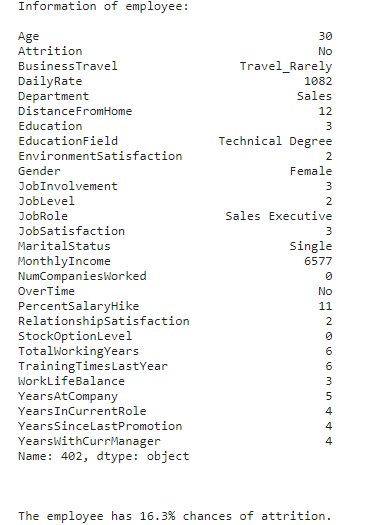 Information of employee:
Age 30
Attrition No
BusinessTravel Travel_Rarely
DailyRate 1082
Department Sales
DistanceFromHome 12
Education 3
EducationField Technical Degree
EnvironmentSatisfaction 2
Gender Female
JobInvolvement 3
JobLevel 2
JobRole Sales Executive
JobSatisfaction 3
MaritalStatus Single
MonthlyIncome 6577
NumCompaniesWorked 0
OverTime No
PercentSalaryHike 11
RelationshipSatisfaction 2
StockOptionLevel 0
TotalWorkingYears 6
TrainingTimesLastYear 6
WorkLifeBalance 3
YearsAtCompany 5
YearsInCurrentRole 4
YearsSinceLastPromotion 4
YearsWithCurrManager 4
Name: 402, dtype: object
The employee has 16.3% chances of attrition.